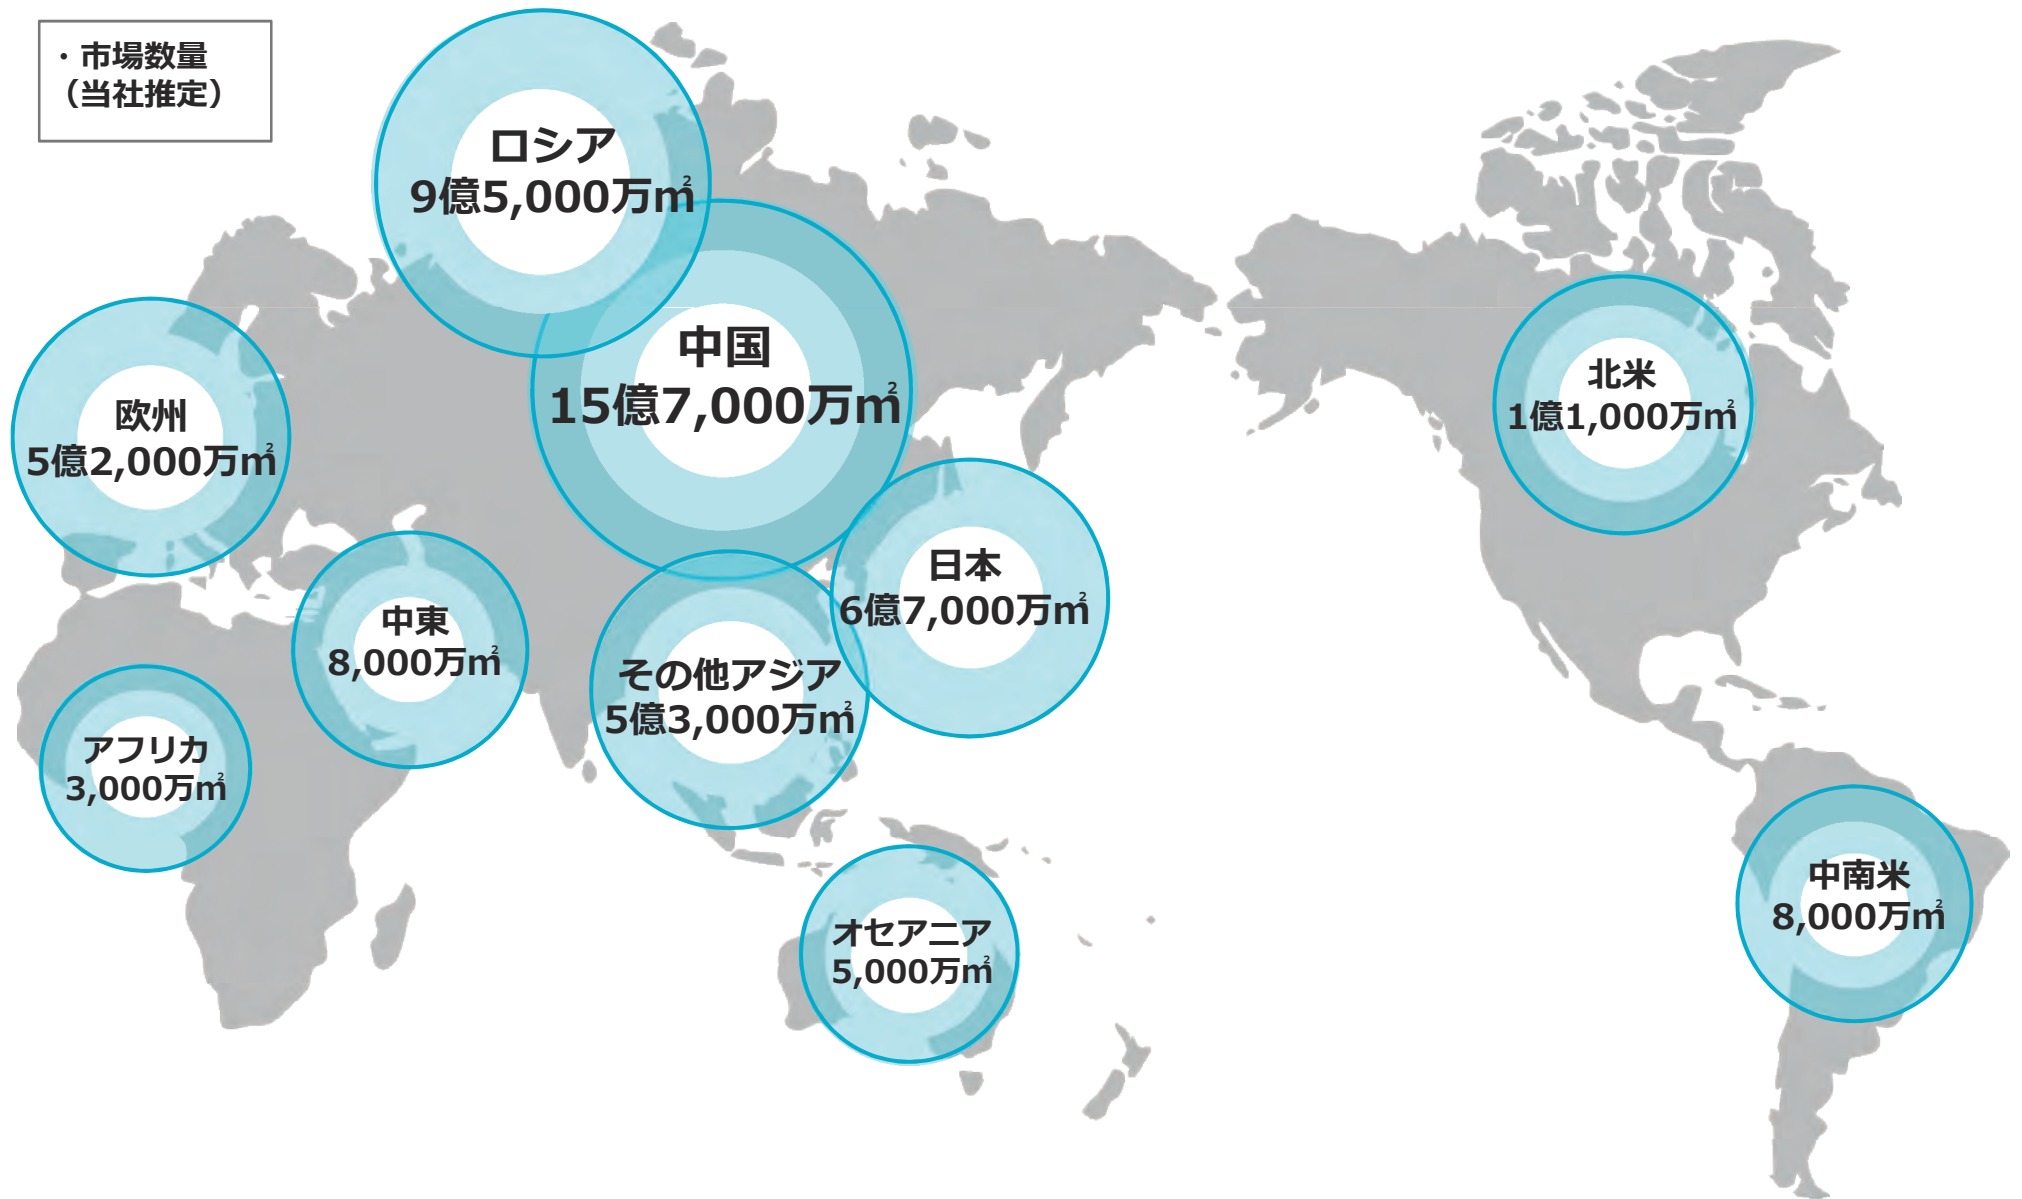 ・市場数量
（当社推定）
ロシア
9億5,000万㎡
中国
15億7,000万㎡
北米
1億1,000万㎡
欧州
5億2,000万㎡
日本
6億7,000万㎡
中東
8,000万㎡
その他アジア
5億3,000万㎡
アフリカ
3,000万㎡
中南米
8,000万㎡
オセアニア
5,000万㎡